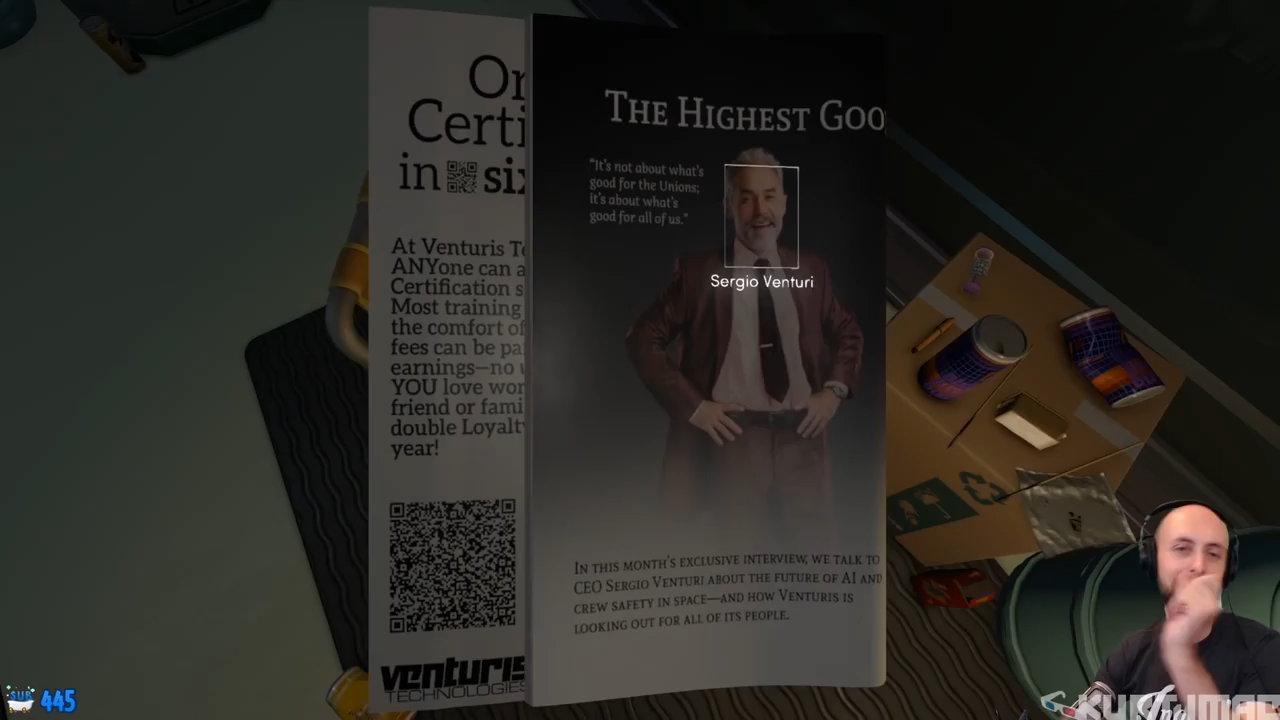 Or
Certi
in six
At Venturis Te
ANYone can a
Certification s
Most training
the comfort of
fees can be pa
earnings—no u
YOU love wor
friend or fami
double Loyalt
year!
venturis
TECHNOLOGIES
THE HIGHEST GOO
"It's not about what's
good for the Unions;
it's about what's
good for all of us."
Sergio Venturi
IN THIS MONTH'S EXCLUSIVE INTERVIEW, WE TALK TO
CEO SERGIO VENTURI ABOUT THE FUTURE OF AI AND
CREW SAFETY IN SPACE—AND HOW VENTURIS IS
LOOKING OUT FOR ALL OF ITS PEOPLE.
SUB
445